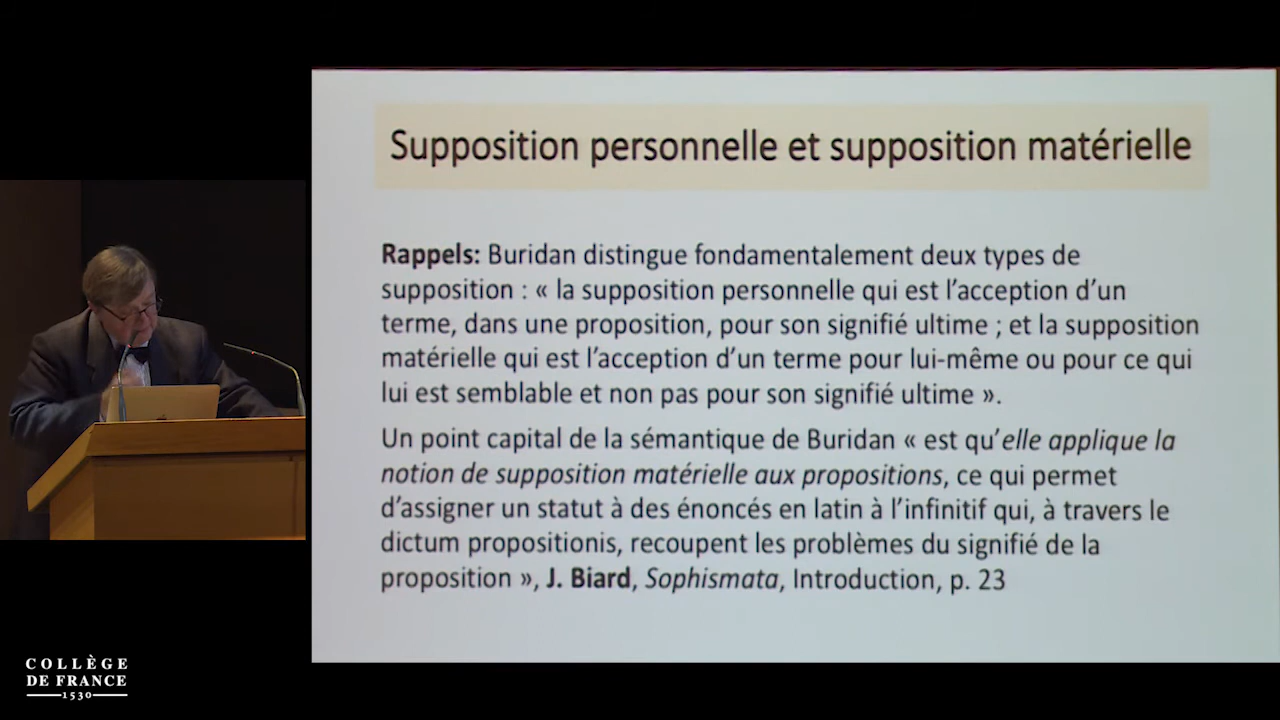 Supposition personnelle et supposition matérielle
Rappels: Buridan distingue fondamentalement deux types de
supposition : « la supposition personnelle qui est l’acception d’un
terme, dans une proposition, pour son signifié ultime ; et la supposition
matérielle qui est l’acception d’un terme pour lui-même ou pour ce qui
lui est semblable et non pas pour son signifié ultime ».
Un point capital de la sémantique de Buridan « est qu’elle applique la
notion de supposition matérielle aux propositions, ce qui permet
d’assigner un statut à des énoncés en latin à l’infinitif qui, à travers le
dictum propositionis, recoupent les problèmes du signifié de la
proposition », J. Biard, Sophismata, Introduction, p. 23
COLLÈGE
DE FRANCE
1530